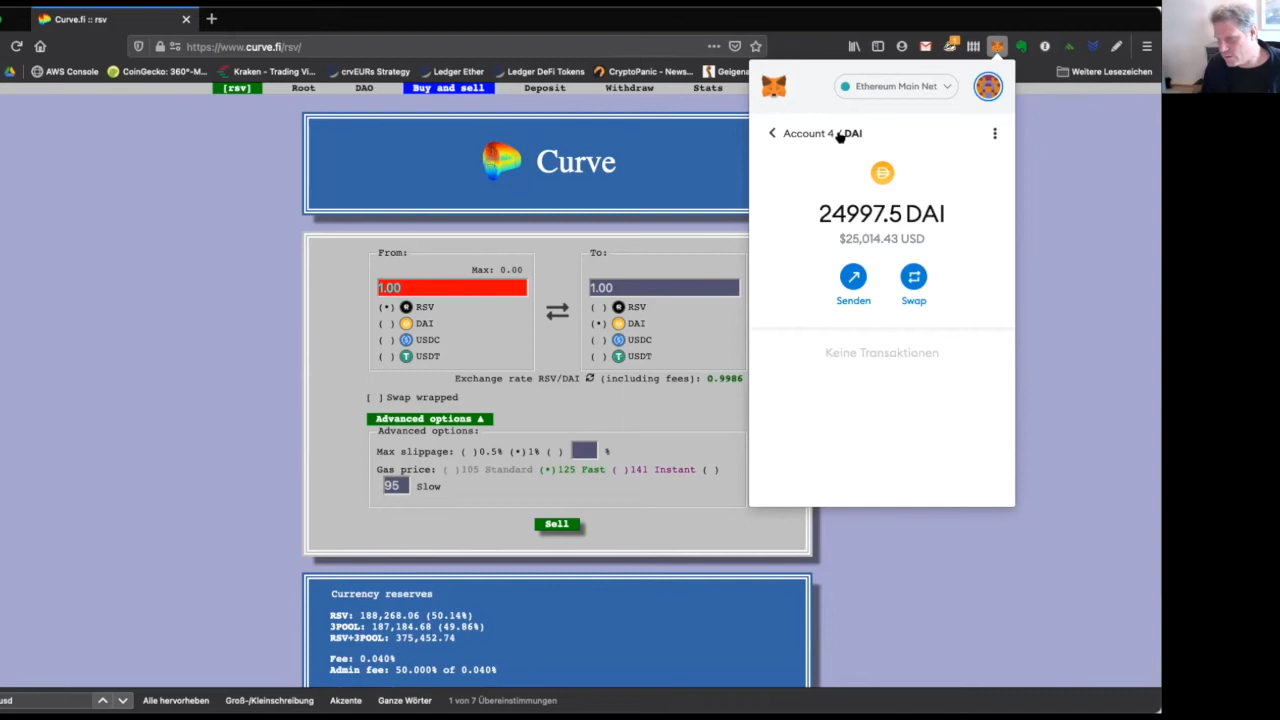 Curve.fi :: rsv
https://www.curve.fi/rsv/
AWS Console
CoinGecko: 360°-M...
Kraken - Trading Vi...
crvEURs Strategy
Ledger Ether
Ledger DeFi Tokens
CryptoPanic - News...
Geigena
Weitere Lesezeichen
[rsv]
Root
DAO
Buy and sell
Deposit
Withdraw
Stats
Curve
From:
Max: 0.00
1.00
(•) RSV
( ) DAI
( ) USDC
( ) USDT
To:
1.00
( ) RSV
(•) DAI
( ) USDC
( ) USDT
Exchange rate RSV/DAI (including fees): 0.9986
[ ] Swap wrapped
Advanced options ▲
Advanced options:
Max slippage: ( )0.5% (•)1% ( ) %
Gas price: ( )105 Standard (•)125 Fast ( )141 Instant ( )
95 Slow
Sell
Currency reserves
RSV: 188,268.06 (50.14%)
3POOL: 187,184.68 (49.86%)
RSV+3POOL: 375,452.74
Fee: 0.040%
Admin fee: 50.000% of 0.040%
Ethereum Main Net
Account 4 / DAI
24997.5 DAI
$25,014.43 USD
Senden
Swap
Keine Transaktionen
usd
Alle hervorheben
Groß-/Kleinschreibung
Akzente
Ganze Wörter
1 von 7 Übereinstimmungen